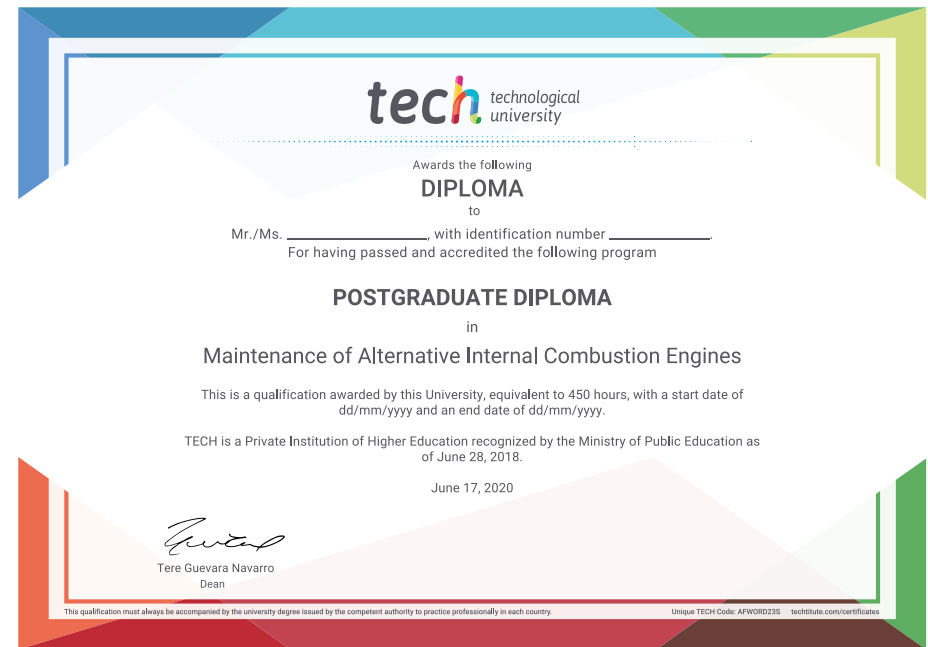 tech technological
university
Awards the following
DIPLOMA
to
Mr./Ms. ____________________, with identification number ______________.
For having passed and accredited the following program
POSTGRADUATE DIPLOMA
in
Maintenance of Alternative Internal Combustion Engines
This is a qualification awarded by this University, equivalent to 450 hours, with a start date of
dd/mm/yyyy and an end date of dd/mm/yyyy.
TECH is a Private Institution of Higher Education recognized by the Ministry of Public Education as
of June 28, 2018.
June 17, 2020
Tere Guevara Navarro
Dean
This qualification must always be accompanied by the university degree issued by the competent authority to practice professionally in each country. Unique TECH Code: AFWORD23S techtitute.com/certificates